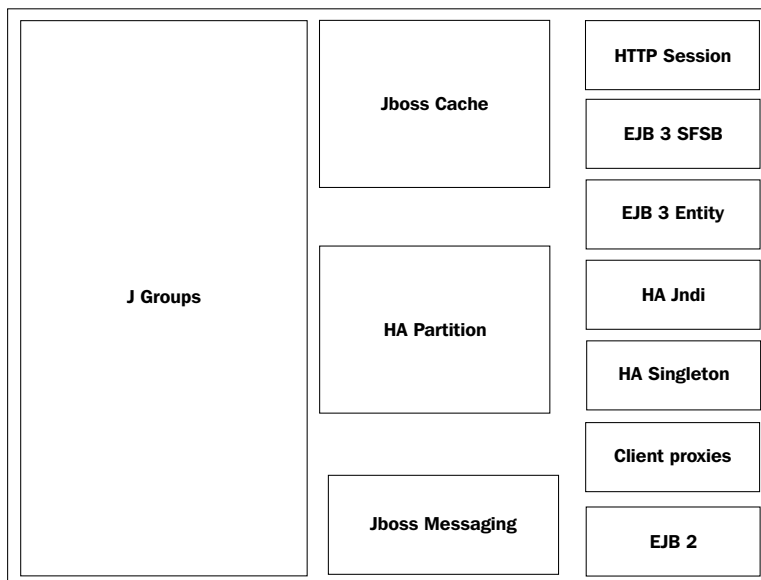 J Groups
Jboss Cache
HA Partition
Jboss Messaging
HTTP Session
EJB 3 SFSB
EJB 3 Entity
HA Jndi
HA Singleton
Client proxies
EJB 2